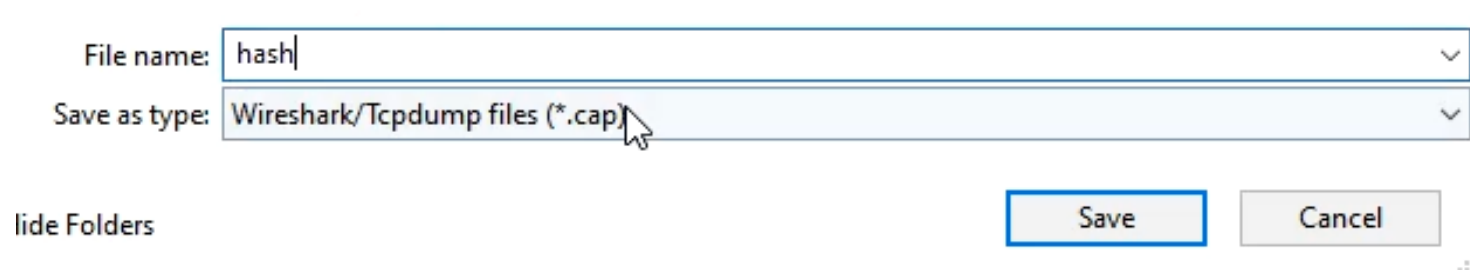 File name: hash
Save as type: Wireshark/Tcpdump files (*.cap)
Save Cancel
lide Folders